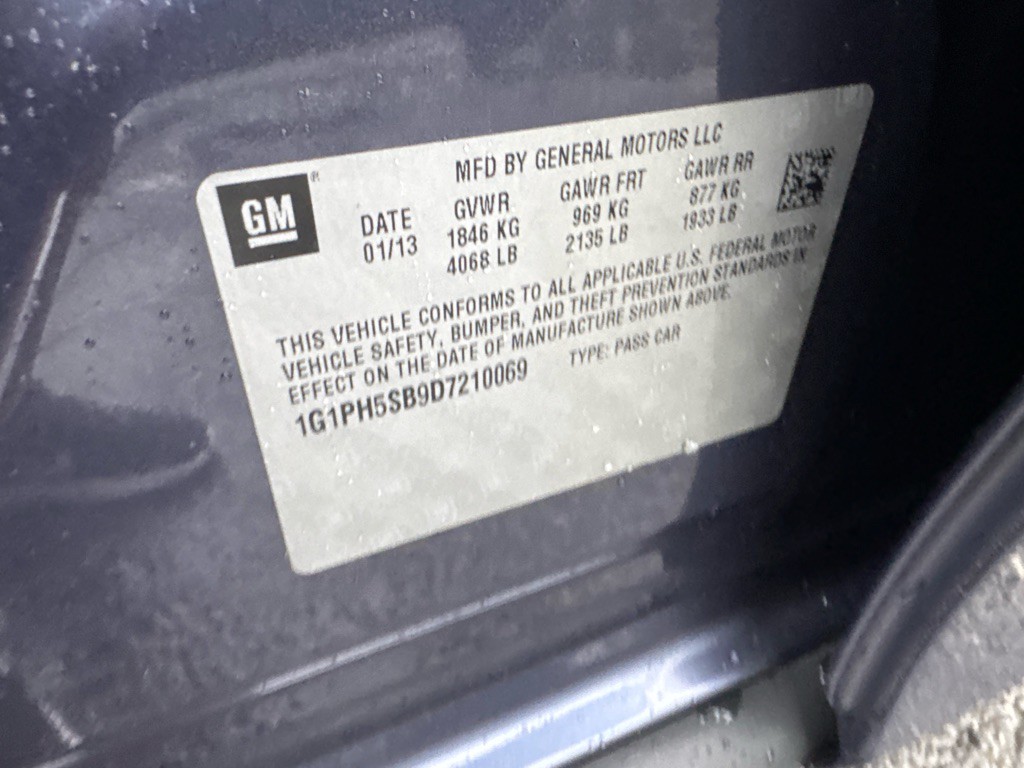 GM®
MFD BY GENERAL MOTORS LLC
DATE GVWR GAWR FRT GAWR RR
01/13 1846 KG 969 KG 877 KG
4068 LB 2135 LB 1933 LB
THIS VEHICLE CONFORMS TO ALL APPLICABLE U.S. FEDERAL MOTOR
VEHICLE SAFETY, BUMPER, AND THEFT PREVENTION STANDARDS IN
EFFECT ON THE DATE OF MANUFACTURE SHOWN ABOVE.
1G1PH5SB9D7210069 TYPE: PASS CAR